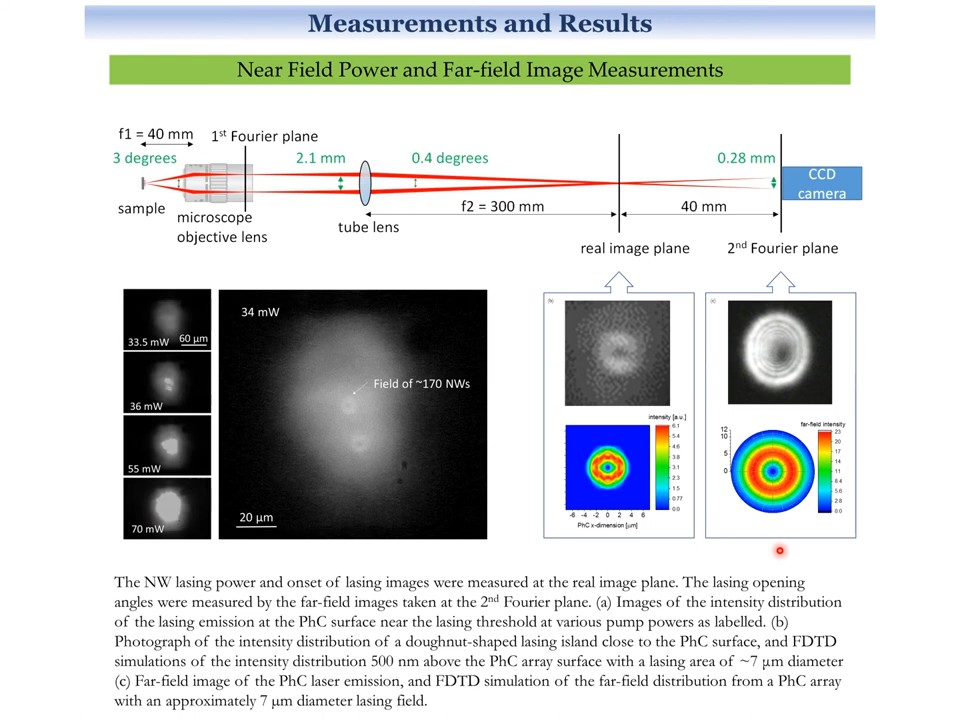 Measurements and Results
Near Field Power and Far-field Image Measurements
f1 = 40 mm
1st Fourier plane
3 degrees
2.1 mm
0.4 degrees
0.28 mm
CCD
camera
sample
microscope
objective lens
tube lens
f2 = 300 mm
40 mm
real image plane
2nd Fourier plane
33.5 mW
60 µm
36 mW
55 mW
70 mW
34 mW
Field of ~170 NWs
20 µm
(b)
intensity [a.u.]
6.1
5.4
4.6
3.8
3.1
2.3
1.5
0.77
0.0
-6 -4 -2 0 2 4 6
PhC x-dimension [µm]
(c)
far-field intensity
12
10
5
0
23
20
17
14
11
8.4
5.6
2.8
0.0
The NW lasing power and onset of lasing images were measured at the real image plane. The lasing opening
angles were measured by the far-field images taken at the 2nd Fourier plane. (a) Images of the intensity distribution
of the lasing emission at the PhC surface near the lasing threshold at various pump powers as labelled. (b)
Photograph of the intensity distribution of a doughnut-shaped lasing island close to the PhC surface, and FDTD
simulations of the intensity distribution 500 nm above the PhC array surface with a lasing area of ~7 µm diameter
(c) Far-field image of the PhC laser emission, and FDTD simulation of the far-field distribution from a PhC array
with an approximately 7 µm diameter lasing field.